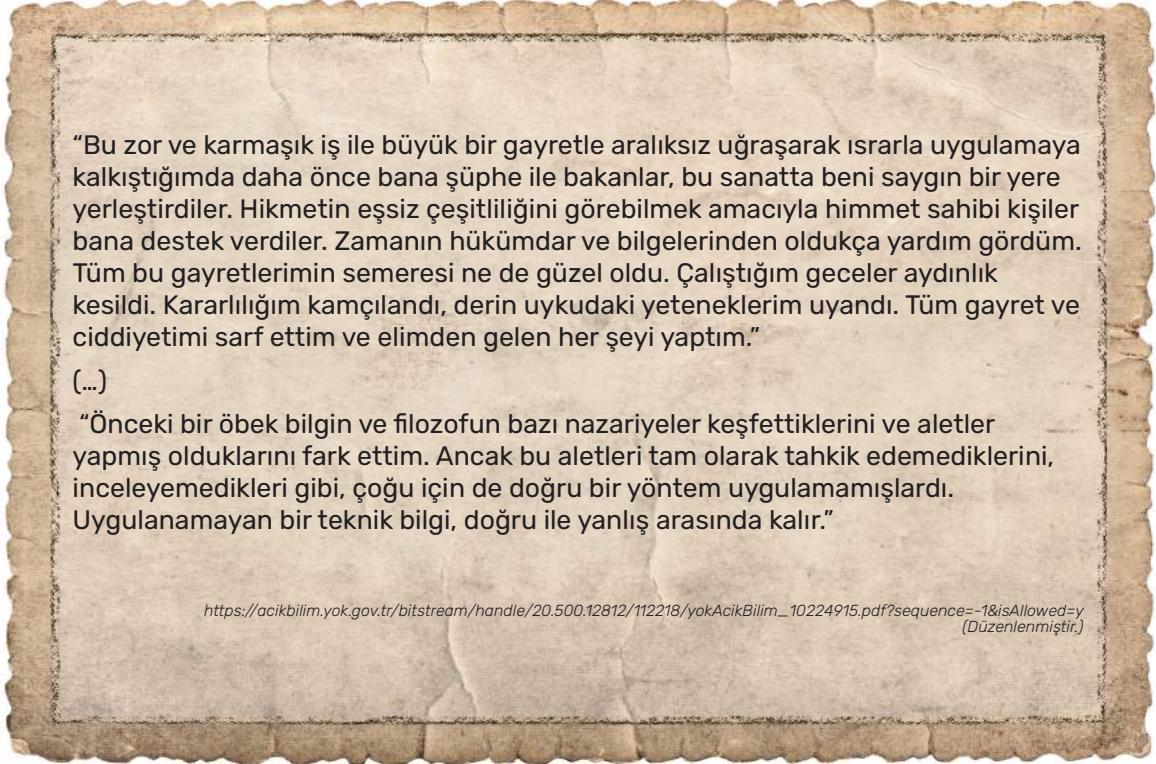 “Bu zor ve karmaşık iş ile büyük bir gayretle aralıksız uğraşarak ısrarla uygulamaya
kalkıştığımda daha önce bana şüphe ile bakanlar, bu sanatta beni saygın bir yere
yerleştirdiler. Hikmetin eşsiz çeşitliliğini görebilmek amacıyla himmet sahibi kişiler
bana destek verdiler. Zamanın hükümdar ve bilgelerinden oldukça yardım gördüm.
Tüm bu gayretlerimin semeresi ne de güzel oldu. Çalıştığım geceler aydınlık
kesildi. Kararlılığım kamçılandı, derin uykudaki yeteneklerim uyandı. Tüm gayret ve
ciddiyetimi sarf ettim ve elimden gelen her şeyi yaptım.”
(...)
“Önceki bir öbek bilgin ve filozofun bazı nazariyeler keşfettiklerini ve aletler
yapmış olduklarını fark ettim. Ancak bu aletleri tam olarak tahkik edemediklerini,
inceleyemedikleri gibi, çoğu için de doğru bir yöntem uygulamamışlardı.
Uygulanamayan bir teknik bilgi, doğru ile yanlış arasında kalır.”
https://acikbilim.yok.gov.tr/bitstream/handle/20.500.12812/112218/yokAcikBilim_10224915.pdf?sequence=-1&isAllowed=y
(Düzenlenmiştir.)